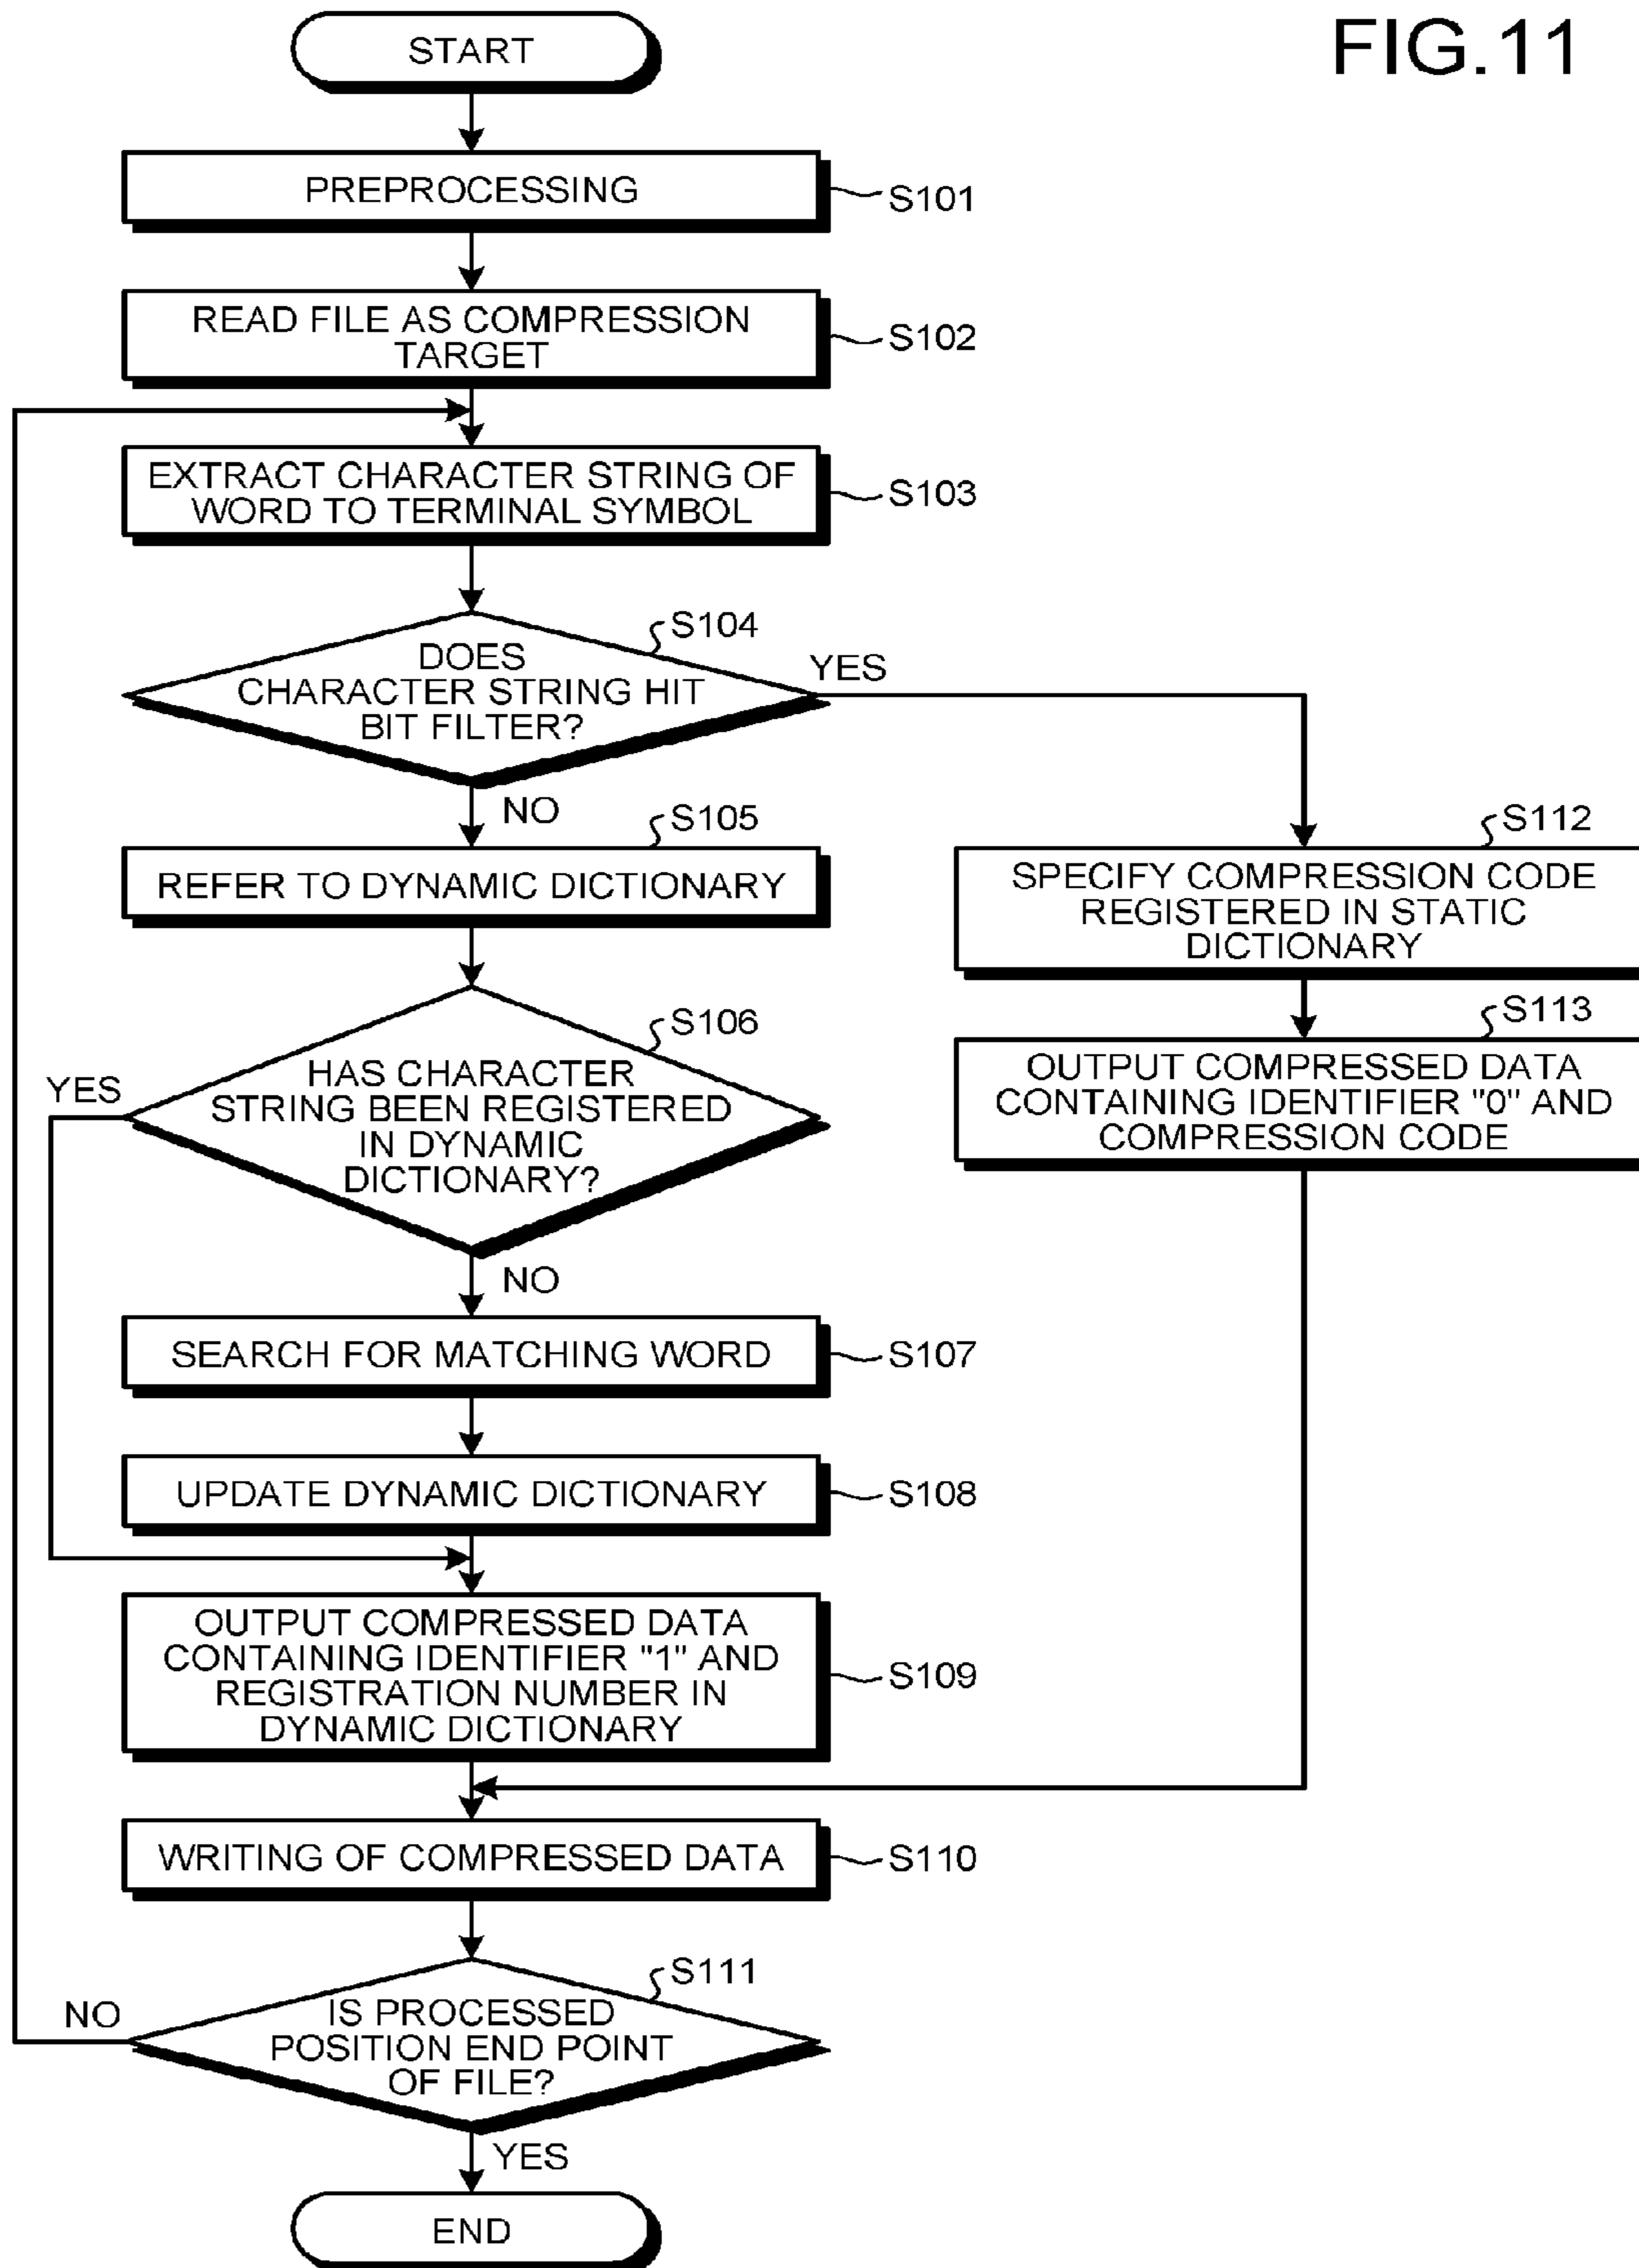 FIG.11
START
PREPROCESSING
S101
READ FILE AS COMPRESSION
TARGET
S102
EXTRACT CHARACTER STRING OF
WORD TO TERMINAL SYMBOL
S103
S104
DOES
CHARACTER STRING HIT
BIT FILTER?
YES
NO
S105
REFER TO DYNAMIC DICTIONARY
S112
SPECIFY COMPRESSION CODE
REGISTERED IN STATIC
DICTIONARY
S106
HAS CHARACTER
STRING BEEN REGISTERED
IN DYNAMIC
DICTIONARY?
YES
NO
S113
OUTPUT COMPRESSED DATA
CONTAINING IDENTIFIER "0" AND
COMPRESSION CODE
SEARCH FOR MATCHING WORD
S107
UPDATE DYNAMIC DICTIONARY
S108
OUTPUT COMPRESSED DATA
CONTAINING IDENTIFIER "1" AND
REGISTRATION NUMBER IN
DYNAMIC DICTIONARY
S109
WRITING OF COMPRESSED DATA
S110
S111
IS PROCESSED
POSITION END POINT
OF FILE?
NO
YES
END